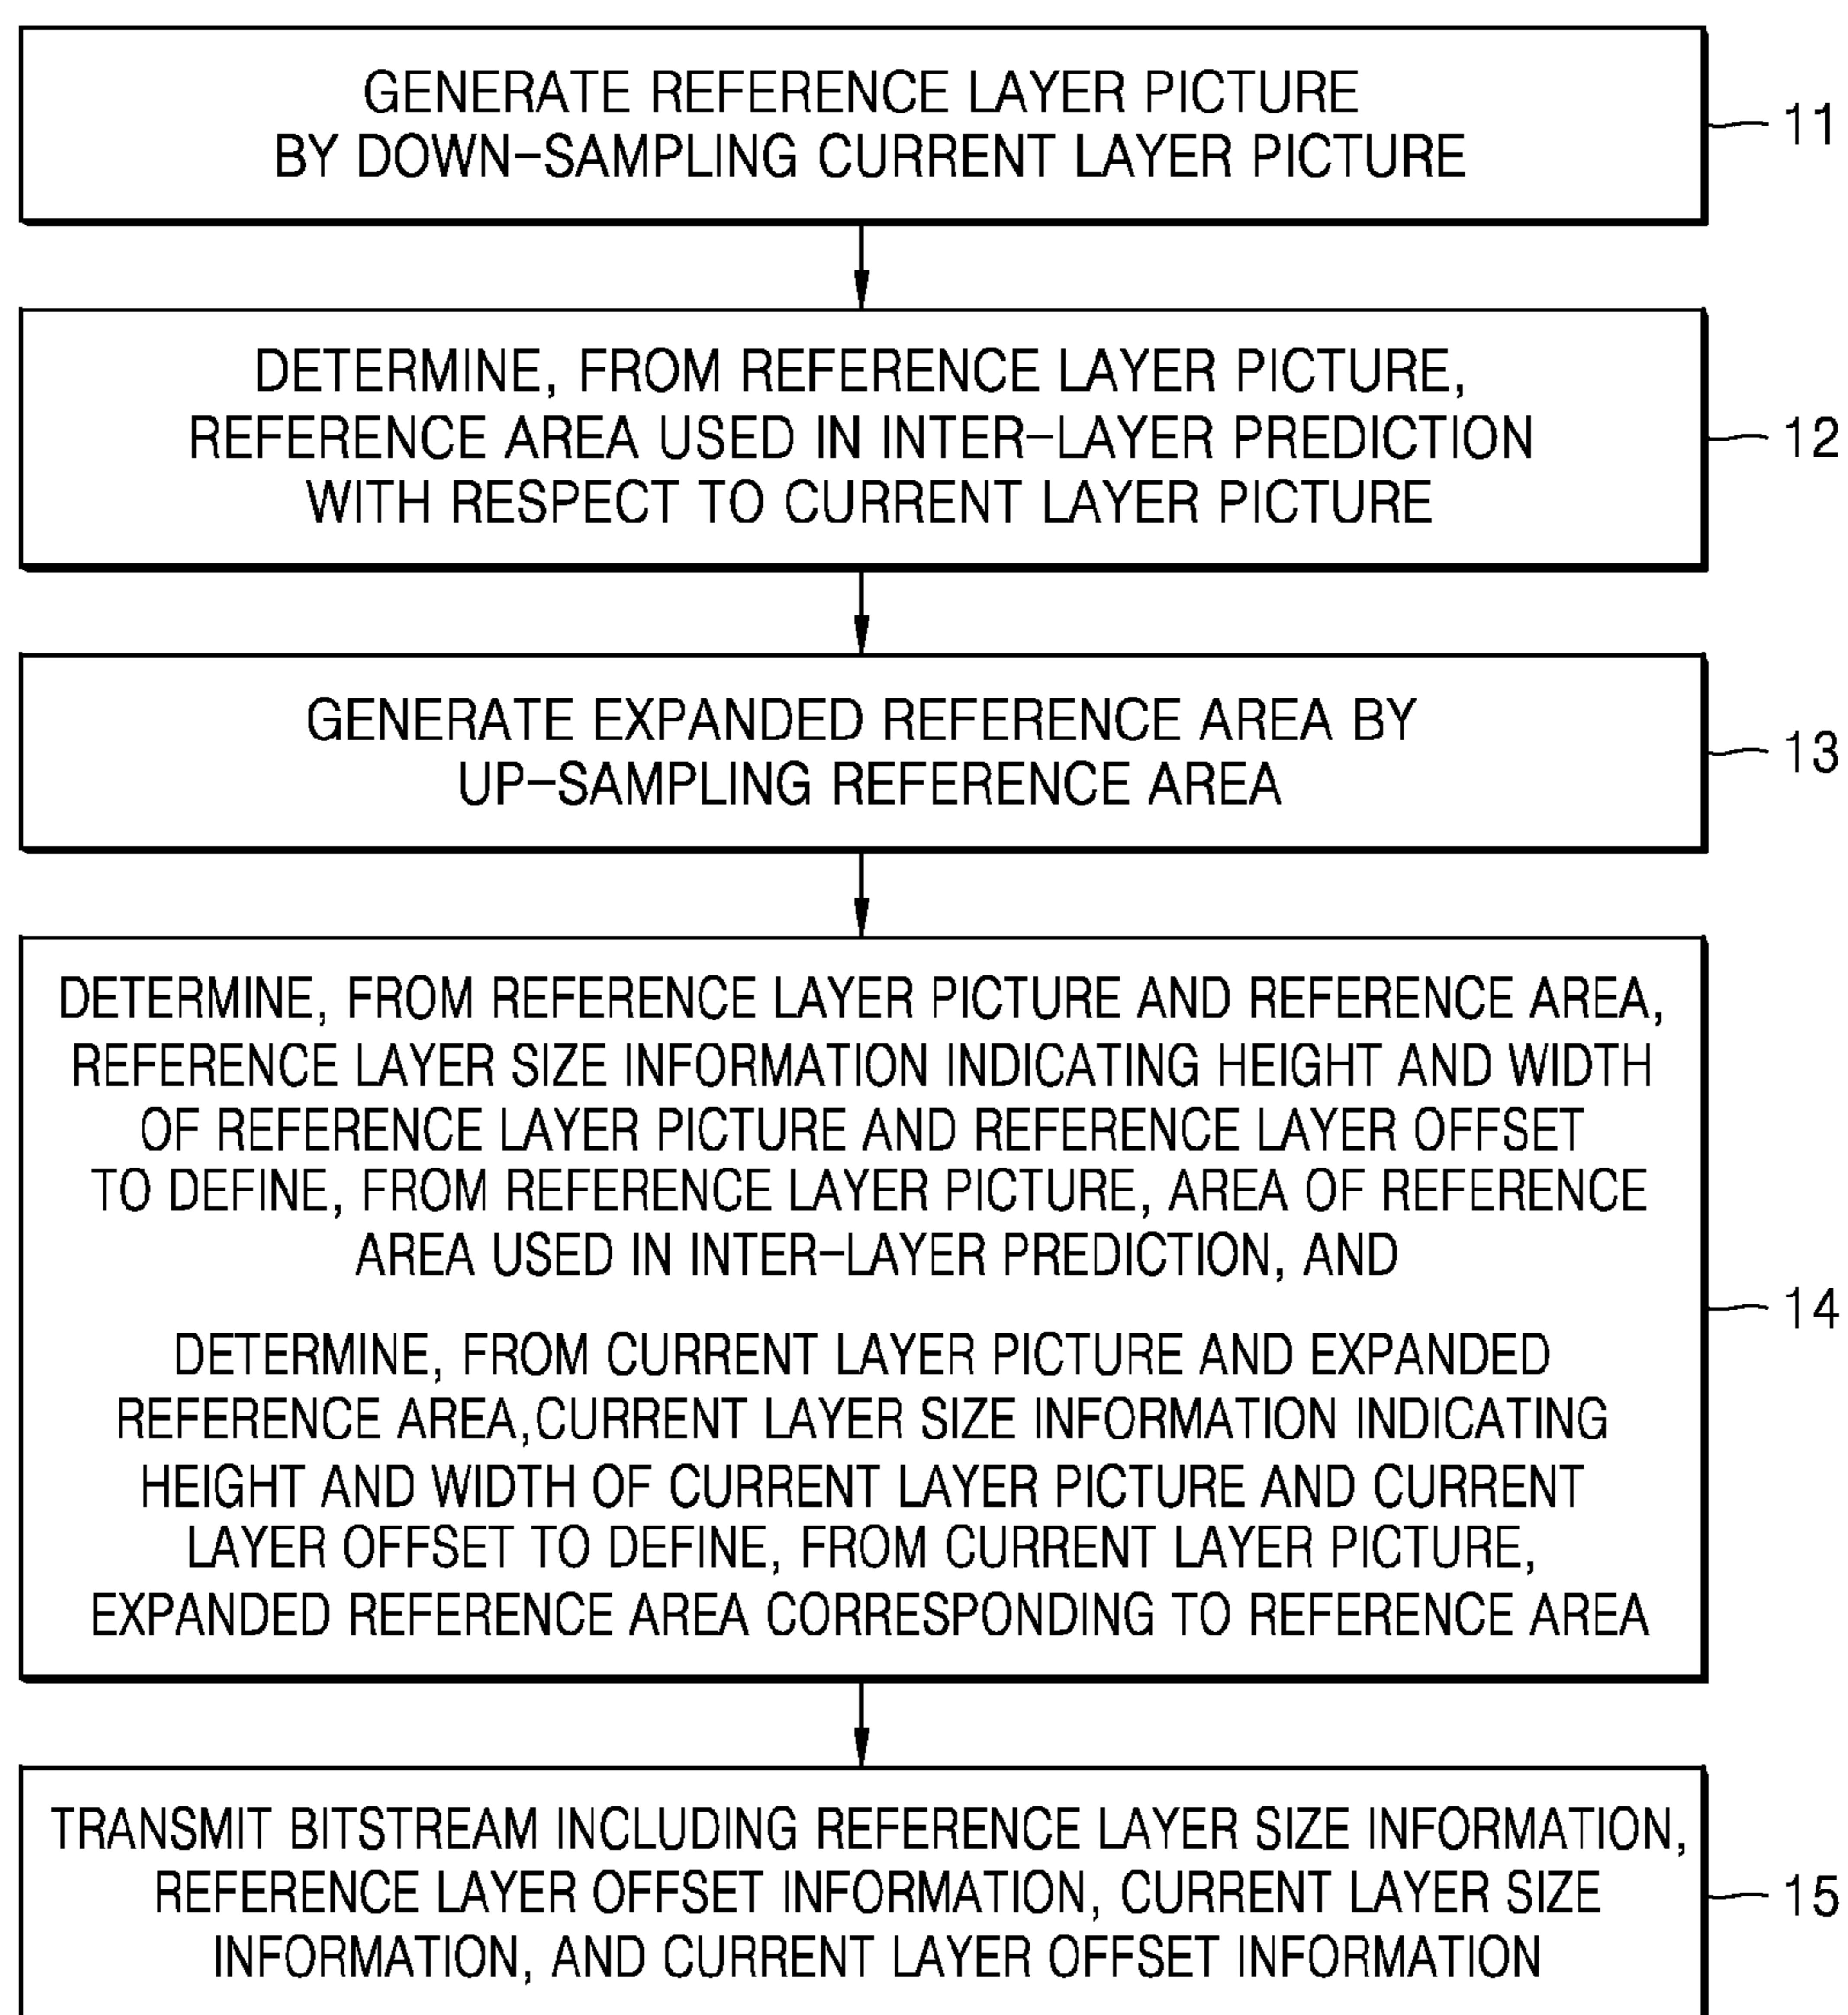 GENERATE REFERENCE LAYER PICTURE
BY DOWN-SAMPLING CURRENT LAYER PICTURE
11
DETERMINE, FROM REFERENCE LAYER PICTURE,
REFERENCE AREA USED IN INTER-LAYER PREDICTION
WITH RESPECT TO CURRENT LAYER PICTURE
12
GENERATE EXPANDED REFERENCE AREA BY
UP-SAMPLING REFERENCE AREA
13
DETERMINE, FROM REFERENCE LAYER PICTURE AND REFERENCE AREA,
REFERENCE LAYER SIZE INFORMATION INDICATING HEIGHT AND WIDTH
OF REFERENCE LAYER PICTURE AND REFERENCE LAYER OFFSET
TO DEFINE, FROM REFERENCE LAYER PICTURE, AREA OF REFERENCE
AREA USED IN INTER-LAYER PREDICTION, AND
DETERMINE, FROM CURRENT LAYER PICTURE AND EXPANDED
REFERENCE AREA,CURRENT LAYER SIZE INFORMATION INDICATING
HEIGHT AND WIDTH OF CURRENT LAYER PICTURE AND CURRENT
LAYER OFFSET TO DEFINE, FROM CURRENT LAYER PICTURE,
EXPANDED REFERENCE AREA CORRESPONDING TO REFERENCE AREA
14
TRANSMIT BITSTREAM INCLUDING REFERENCE LAYER SIZE INFORMATION,
REFERENCE LAYER OFFSET INFORMATION, CURRENT LAYER SIZE
INFORMATION, AND CURRENT LAYER OFFSET INFORMATION
15